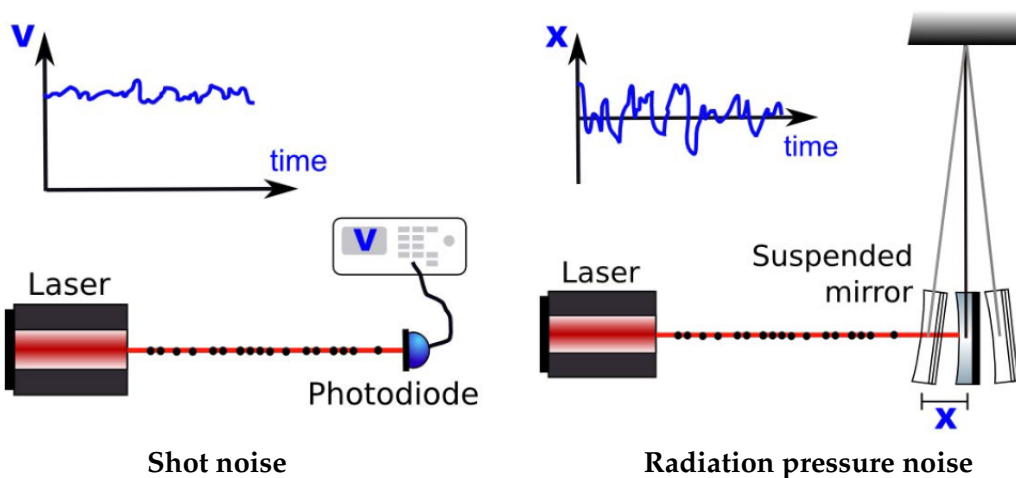 V
time
V
Laser
Photodiode
Shot noise
x
time
Suspended
mirror
Laser
x
Radiation pressure noise